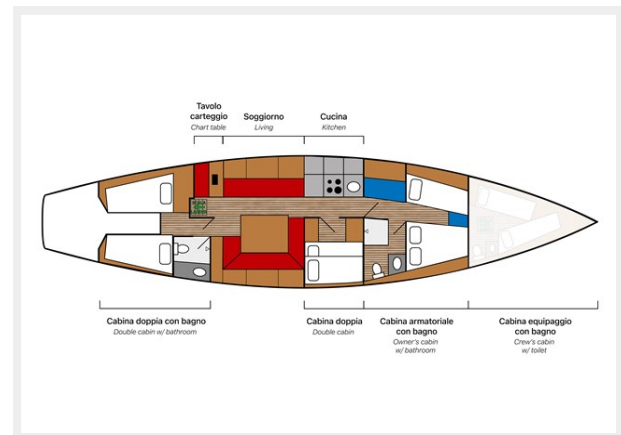 Tavolo
carteggio
Chart table
Soggiorno
Living
Cucina
Kitchen
Cabina doppia con bagno
Double cabin w/ bathroom
Cabina doppia
Double cabin
Cabina armatoriale
con bagno
Owner's cabin
w/ bathroom
Cabina equipaggio
con bagno
Crew's cabin
w/ toilet